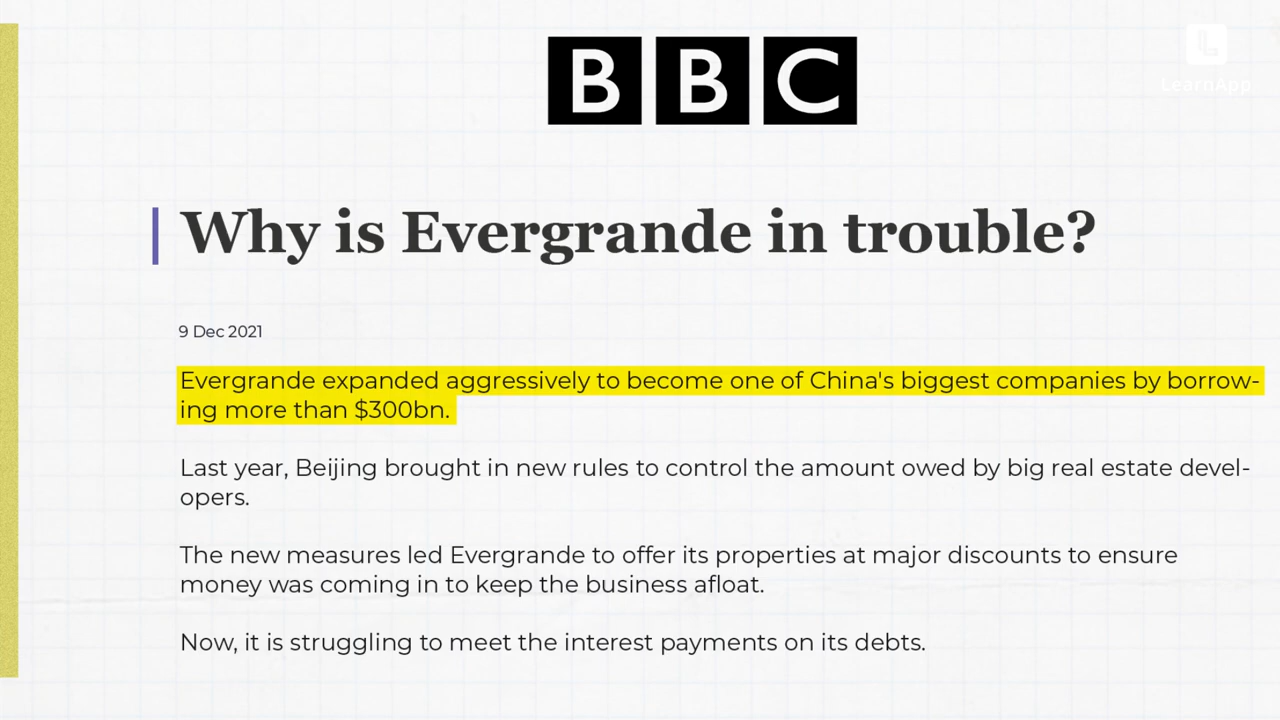 BBC
LearnApp
Why is Evergrande in trouble?
9 Dec 2021
Evergrande expanded aggressively to become one of China's biggest companies by borrow-
ing more than $300bn.
Last year, Beijing brought in new rules to control the amount owed by big real estate devel-
opers.
The new measures led Evergrande to offer its properties at major discounts to ensure
money was coming in to keep the business afloat.
Now, it is struggling to meet the interest payments on its debts.